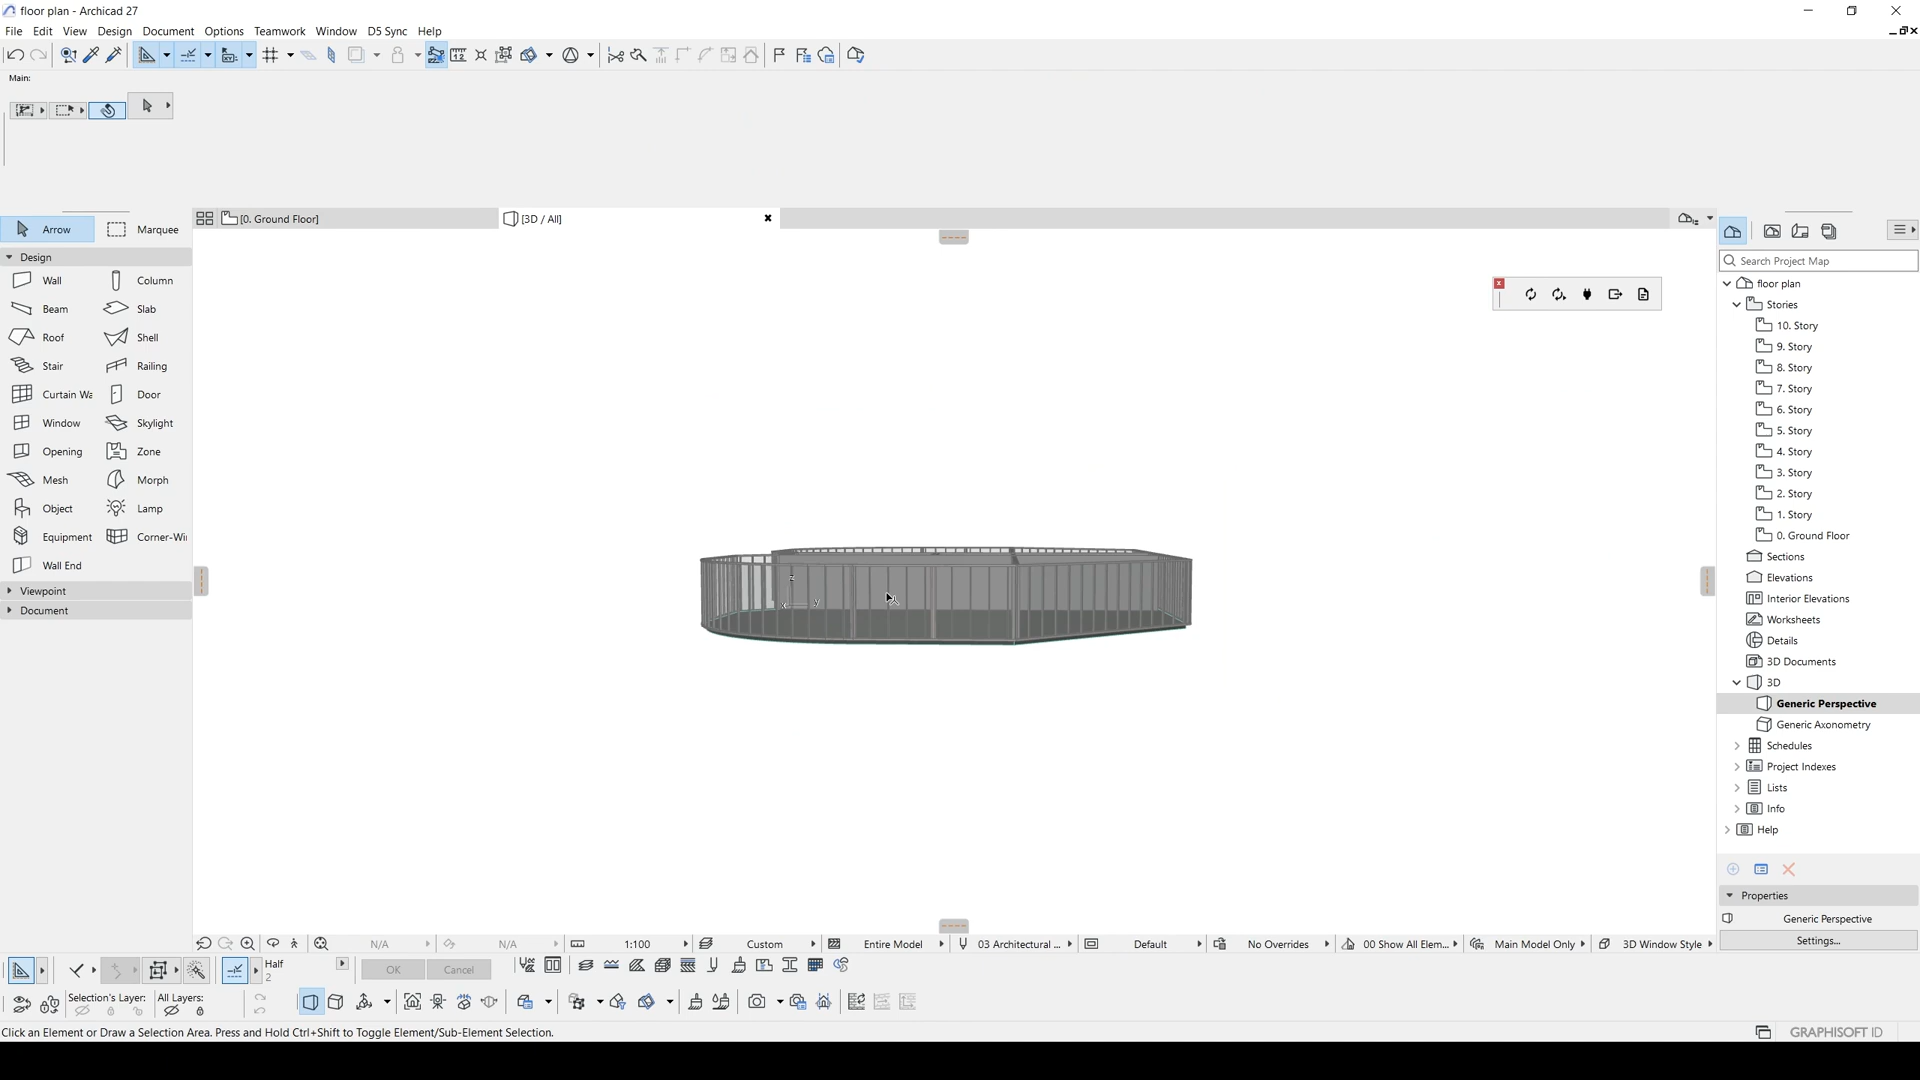 floor plan - Archicad 27
File Edit View Design Document Options Teamwork Window D5 Sync Help
Main:
[0. Ground Floor]
[3D / All]
Arrow
Marquee
Design
Wall
Column
Beam
Slab
Roof
Shell
Stair
Railing
Curtain Wa
Door
Window
Skylight
Opening
Zone
Mesh
Morph
Object
Lamp
Equipment
Corner-Wi
Wall End
Viewpoint
Document
z
x
y
Search Project Map
floor plan
Stories
10. Story
9. Story
8. Story
7. Story
6. Story
5. Story
4. Story
3. Story
2. Story
1. Story
0. Ground Floor
Sections
Elevations
Interior Elevations
Worksheets
Details
3D Documents
3D
Generic Perspective
Generic Axonometry
Schedules
Project Indexes
Lists
Info
Help
Properties
Generic Perspective
Settings...
N/A
N/A
1:100
Custom
Entire Model
03 Architectural ...
Default
No Overrides
00 Show All Elem...
Main Model Only
3D Window Style
Half
2
OK
Cancel
Selection's Layer:
All Layers:
Click an Element or Draw a Selection Area. Press and Hold Ctrl+Shift to Toggle Element/Sub-Element Selection.
GRAPHISOFT ID